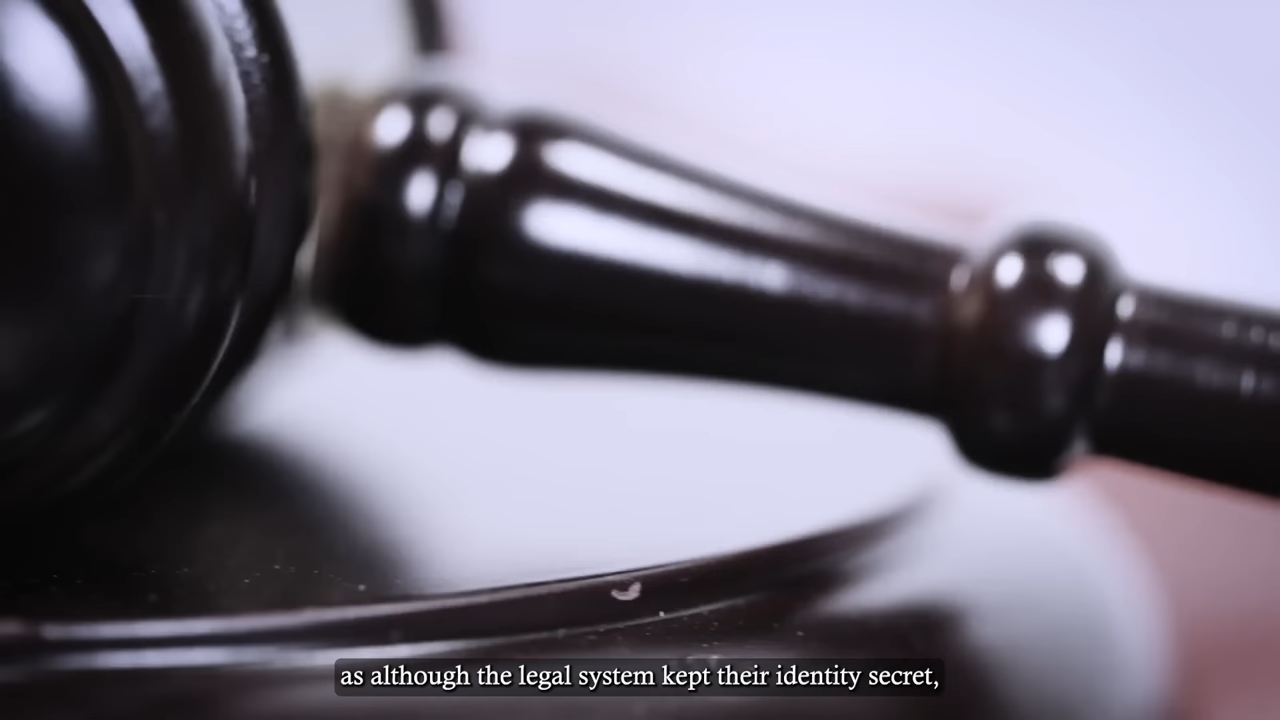 as although the legal system kept their identity secret,